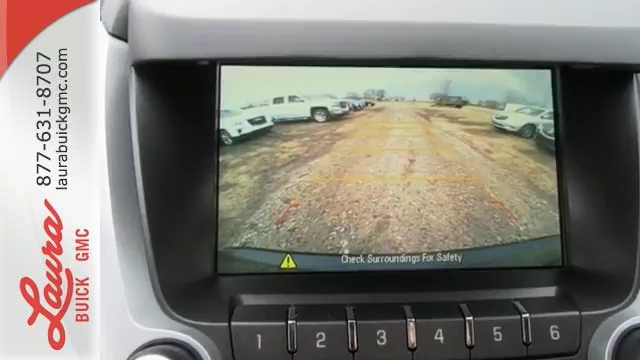 877-631-8707
laurabuickgmc.com
Laura
BUICK GMC
Check Surroundings For Safety
1 2 3 4 5 6